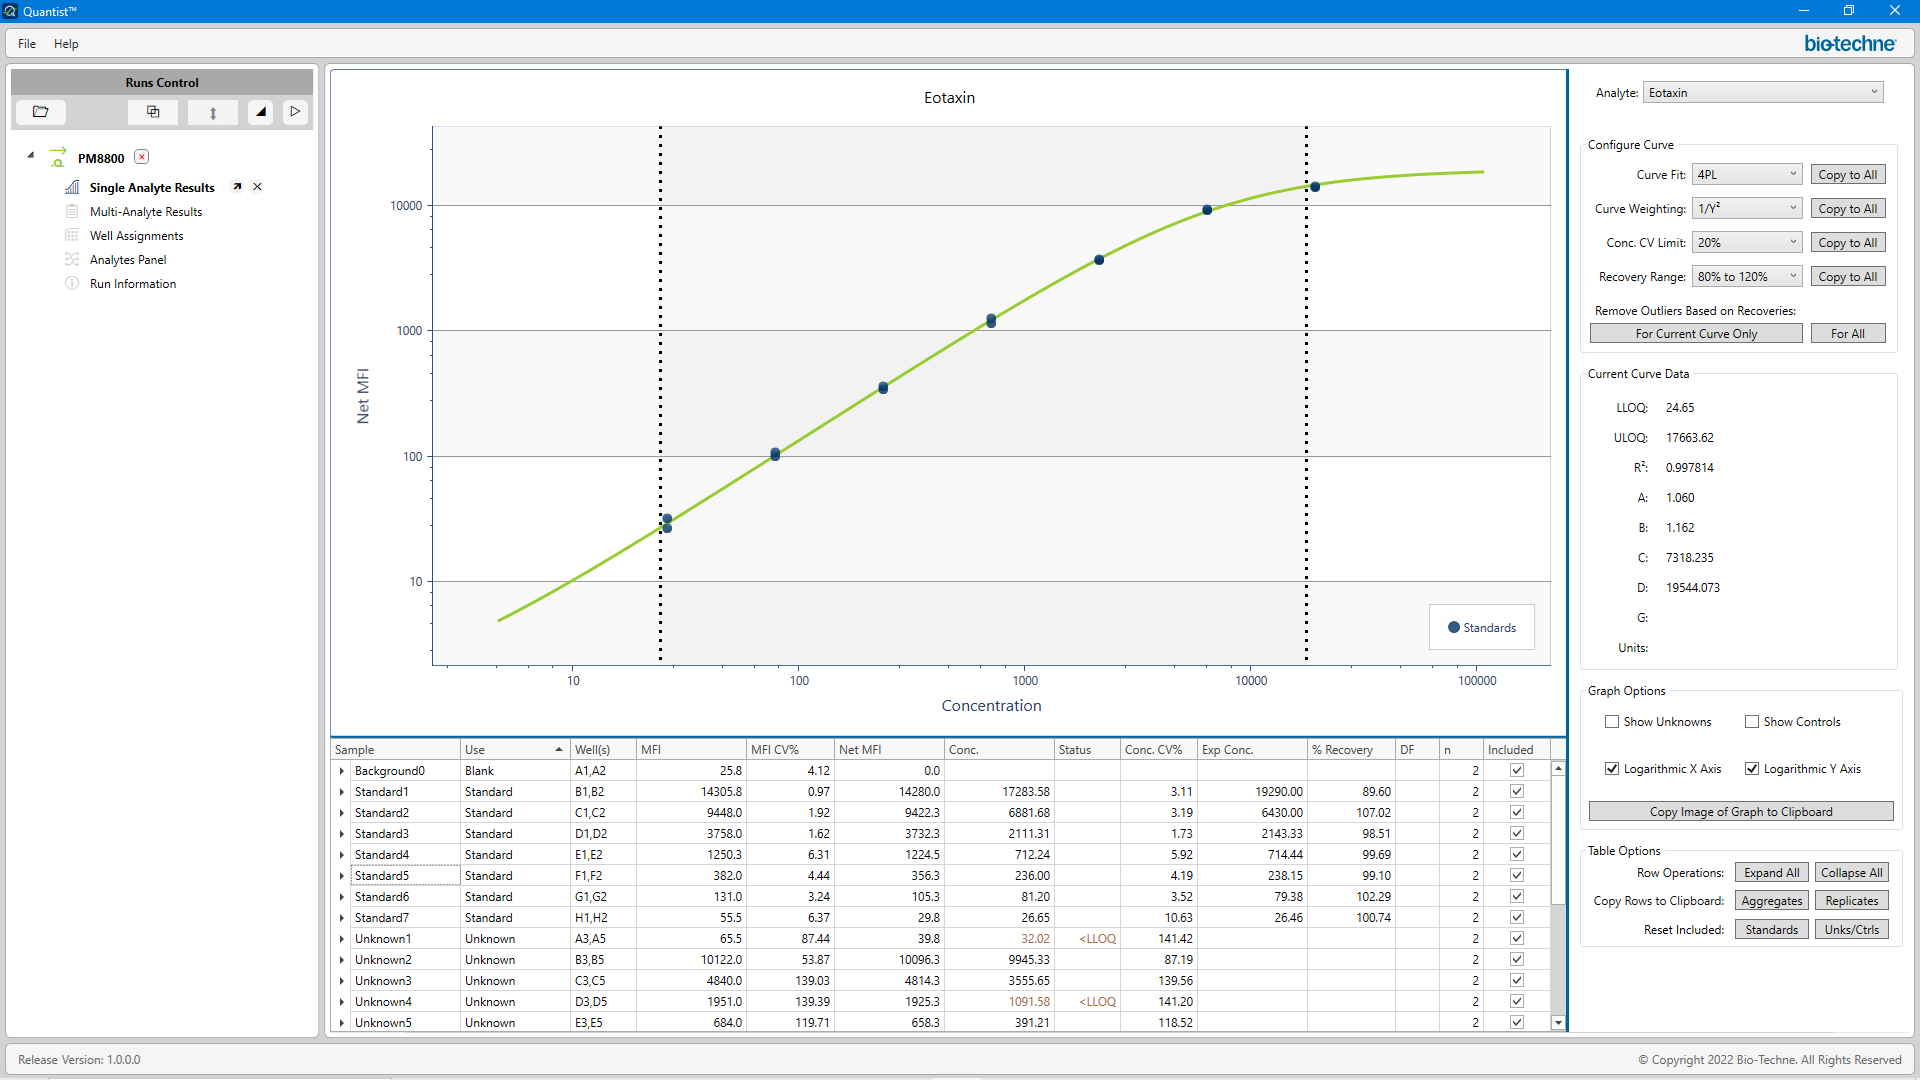 Quantist™
File Help
bio-techne
Runs Control
PM8800
Single Analyte Results
Multi-Analyte Results
Well Assignments
Analytes Panel
Run Information
Eotaxin
Net MFI
10000
1000
100
10
10 100 1000 10000 100000
Concentration
Standards
Sample Use Well(s) MFI MFI CV% Net MFI Conc. Status Conc. CV% Exp Conc. % Recovery DF n Included
Background0 Blank A1,A2 25.8 4.12 0.0 2
Standard1 Standard B1,B2 14305.8 0.97 14280.0 17283.58 3.11 19290.00 89.60 2
Standard2 Standard C1,C2 9448.0 1.92 9422.3 6881.68 3.19 6430.00 107.02 2
Standard3 Standard D1,D2 3758.0 1.62 3732.3 2111.31 1.73 2143.33 98.51 2
Standard4 Standard E1,E2 1250.3 6.31 1224.5 712.24 5.92 714.44 99.69 2
Standard5 Standard F1,F2 382.0 4.44 356.3 236.00 4.19 238.15 99.10 2
Standard6 Standard G1,G2 131.0 3.24 105.3 81.20 3.52 79.38 102.29 2
Standard7 Standard H1,H2 55.5 6.37 29.8 26.65 10.63 26.46 100.74 2
Unknown1 Unknown A3,A5 65.5 87.44 39.8 32.02 <LLOQ 141.42 2
Unknown2 Unknown B3,B5 10122.0 53.87 10096.3 9945.33 87.19 2
Unknown3 Unknown C3,C5 4840.0 139.03 4814.3 3555.65 139.56 2
Unknown4 Unknown D3,D5 1951.0 139.39 1925.3 1091.58 <LLOQ 141.20 2
Unknown5 Unknown E3,E5 684.0 119.71 658.3 391.21 118.52 2
Analyte: Eotaxin
Configure Curve
Curve Fit: 4PL Copy to All
Curve Weighting: 1/Y² Copy to All
Conc. CV Limit: 20% Copy to All
Recovery Range: 80% to 120% Copy to All
Remove Outliers Based on Recoveries:
For Current Curve Only For All
Current Curve Data
LLOQ: 24.65
ULOQ: 17663.62
R²: 0.997814
A: 1.060
B: 1.162
C: 7318.235
D: 19544.073
G:
Units:
Graph Options
Show Unknowns Show Controls
Logarithmic X Axis Logarithmic Y Axis
Copy Image of Graph to Clipboard
Table Options
Row Operations: Expand All Collapse All
Copy Rows to Clipboard: Aggregates Replicates
Reset Included: Standards Unks/Ctrls
Release Version: 1.0.0.0
© Copyright 2022 Bio-Techne. All Rights Reserved